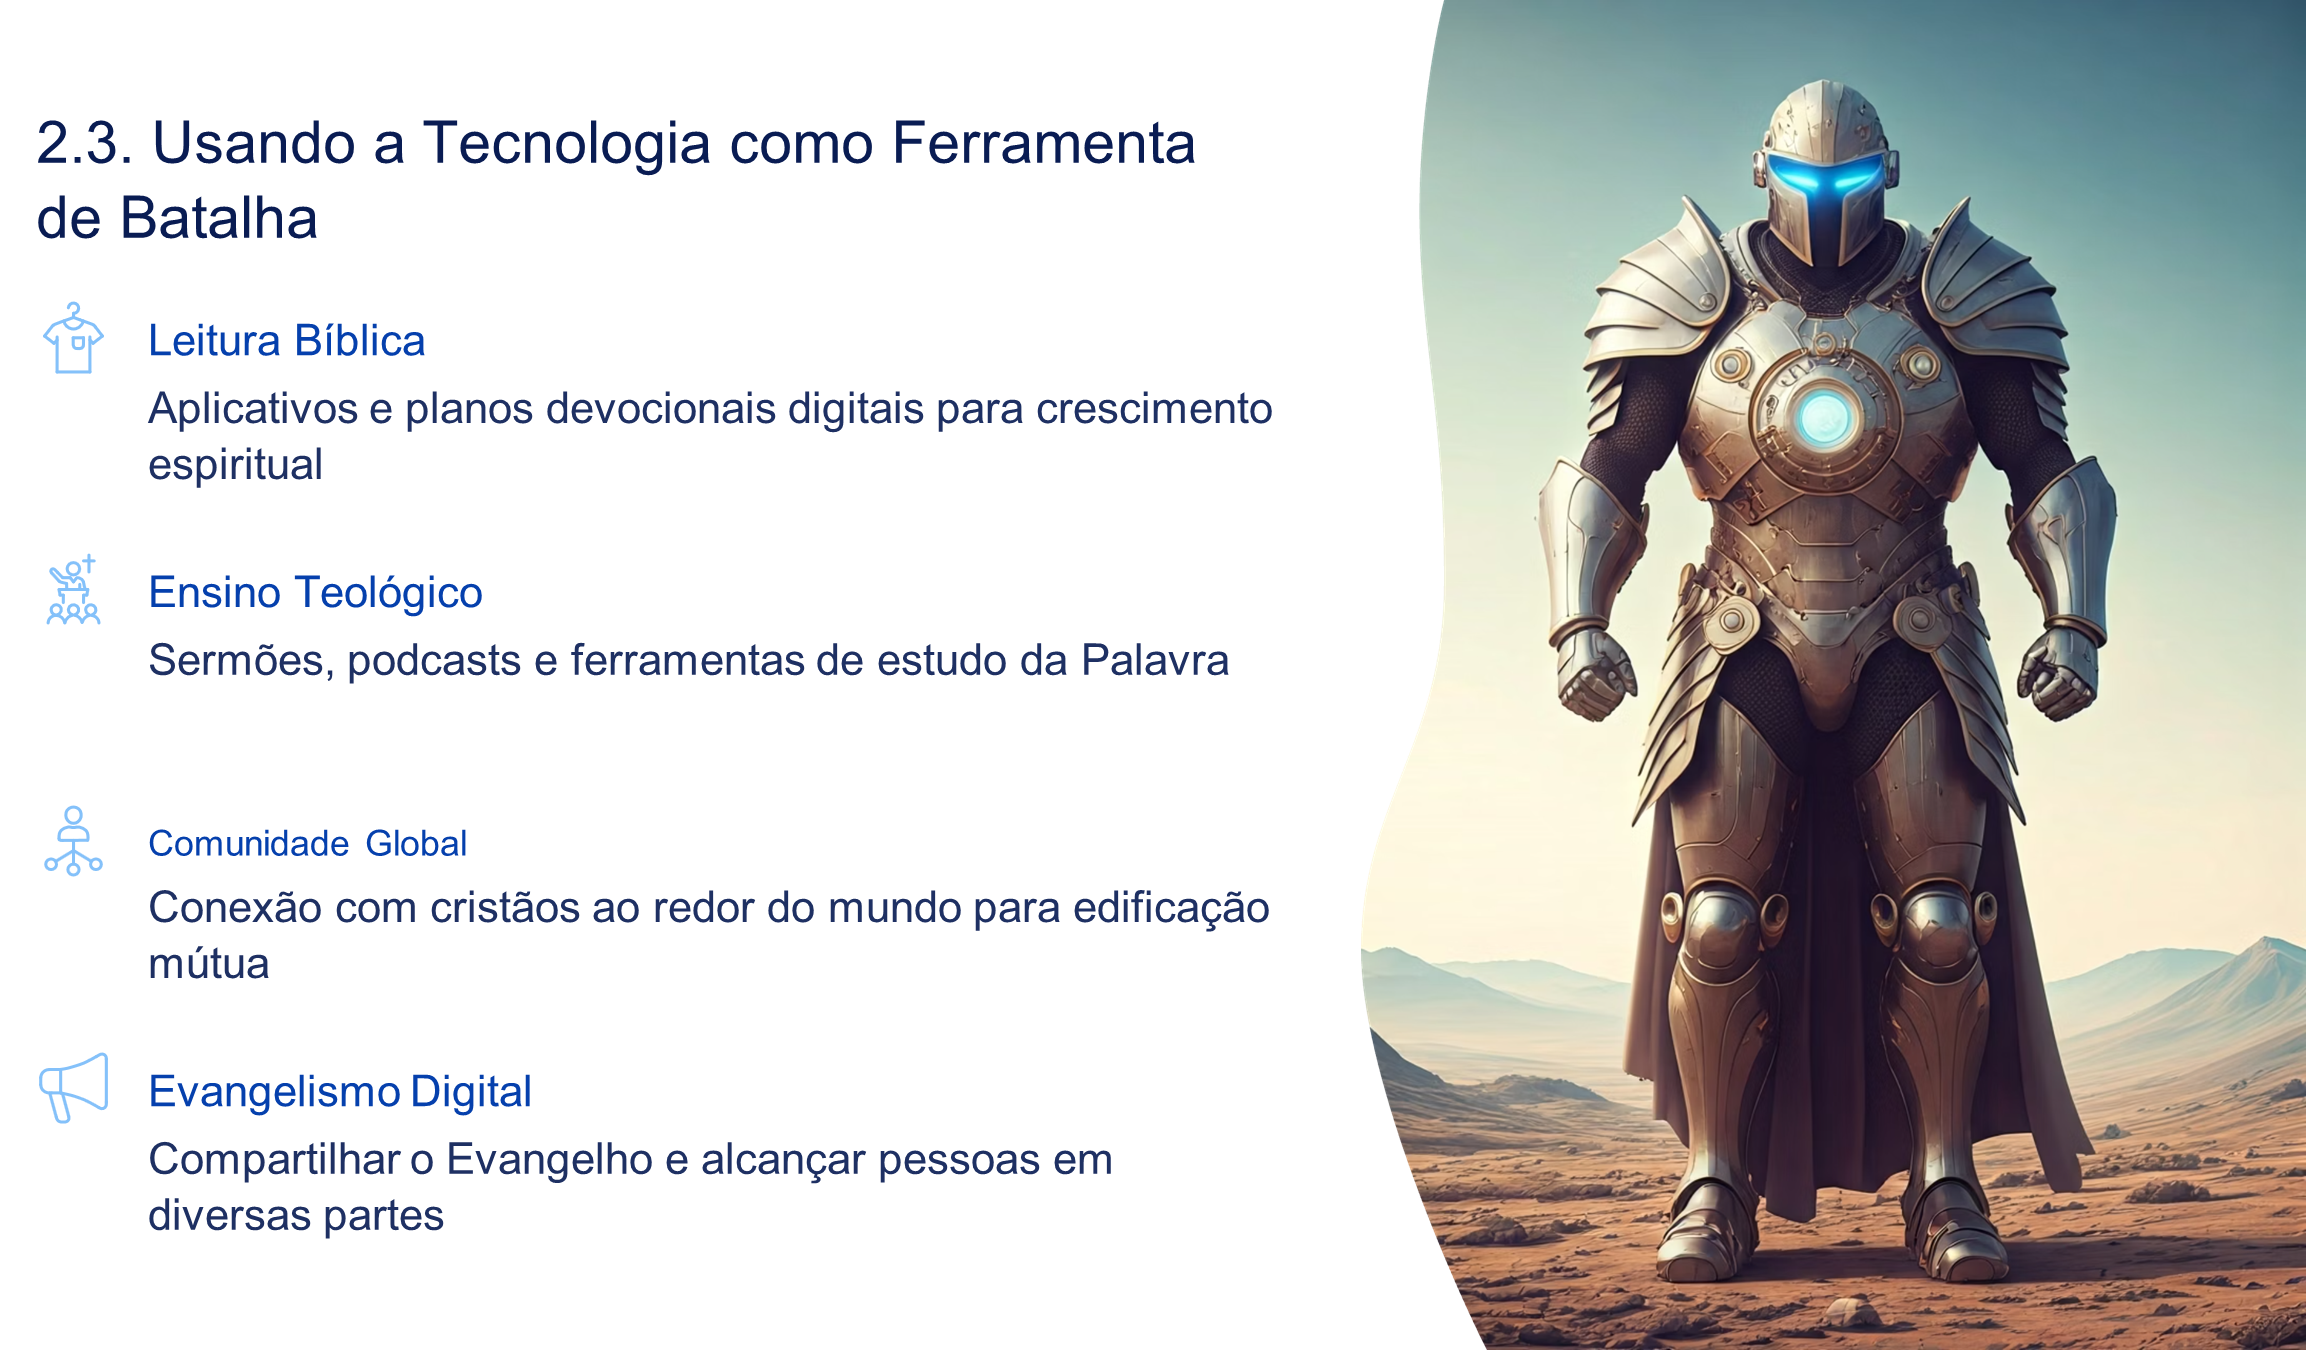 2.3. Usando a Tecnologia como Ferramenta
de Batalha
Leitura Bíblica
Aplicativos e planos devocionais digitais para crescimento
espiritual
Ensino Teológico
Sermões, podcasts e ferramentas de estudo da Palavra
Comunidade Global
Conexão com cristãos ao redor do mundo para edificação
mútua
Evangelismo Digital
Compartilhar o Evangelho e alcançar pessoas em
diversas partes